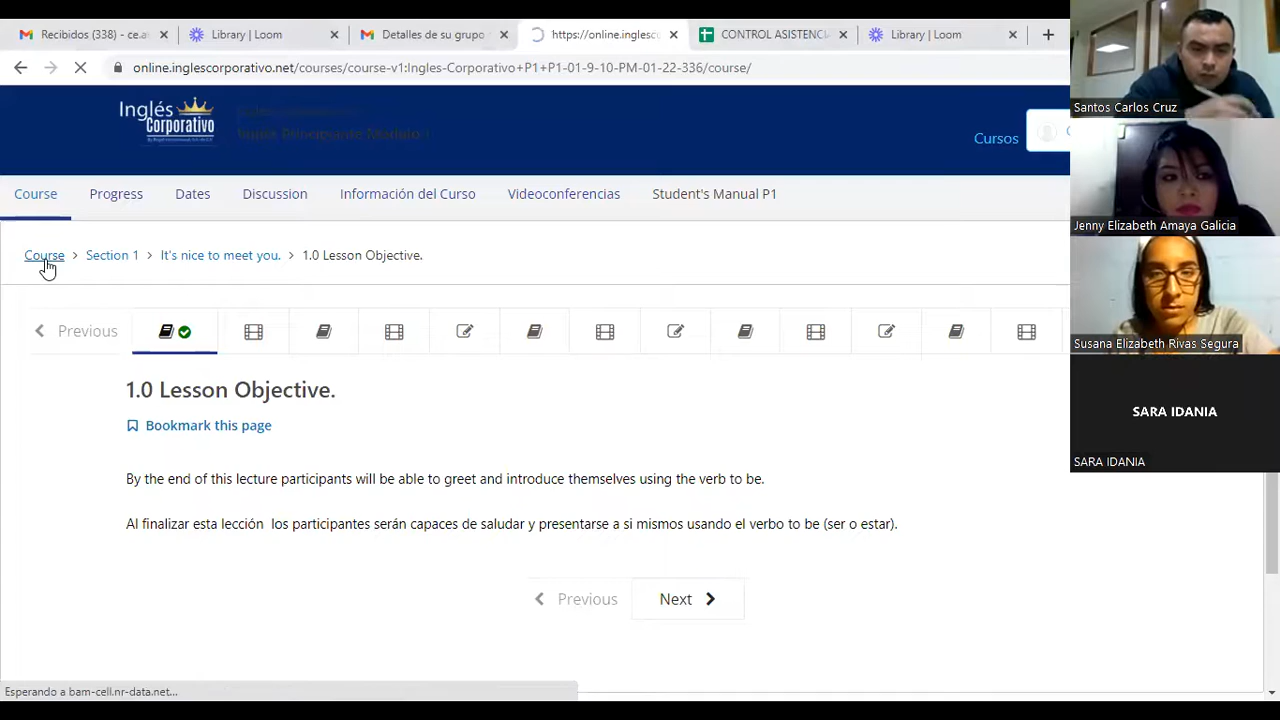 Recibidos (338) - ce.a
Library | Loom
Detalles de su grupo
https://online.inglesc
CONTROL ASISTENCI
Library | Loom
online.inglescorporativo.net/courses/course-v1:Ingles-Corporativo+P1+P1-01-9-10-PM-01-22-336/course/
Inglés
Corporativo
Cursos
Course
Progress
Dates
Discussion
Información del Curso
Videoconferencias
Student's Manual P1
Course > Section 1 > It's nice to meet you. > 1.0 Lesson Objective.
Previous
1.0 Lesson Objective.
Bookmark this page
By the end of this lecture participants will be able to greet and introduce themselves using the verb to be.
Al finalizar esta lección los participantes serán capaces de saludar y presentarse a si mismos usando el verbo to be (ser o estar).
Previous
Next
Esperando a bam-cell.nr-data.net...
Santos Carlos Cruz
Jenny Elizabeth Amaya Galicia
Susana Elizabeth Rivas Segura
SARA IDANIA
SARA IDANIA